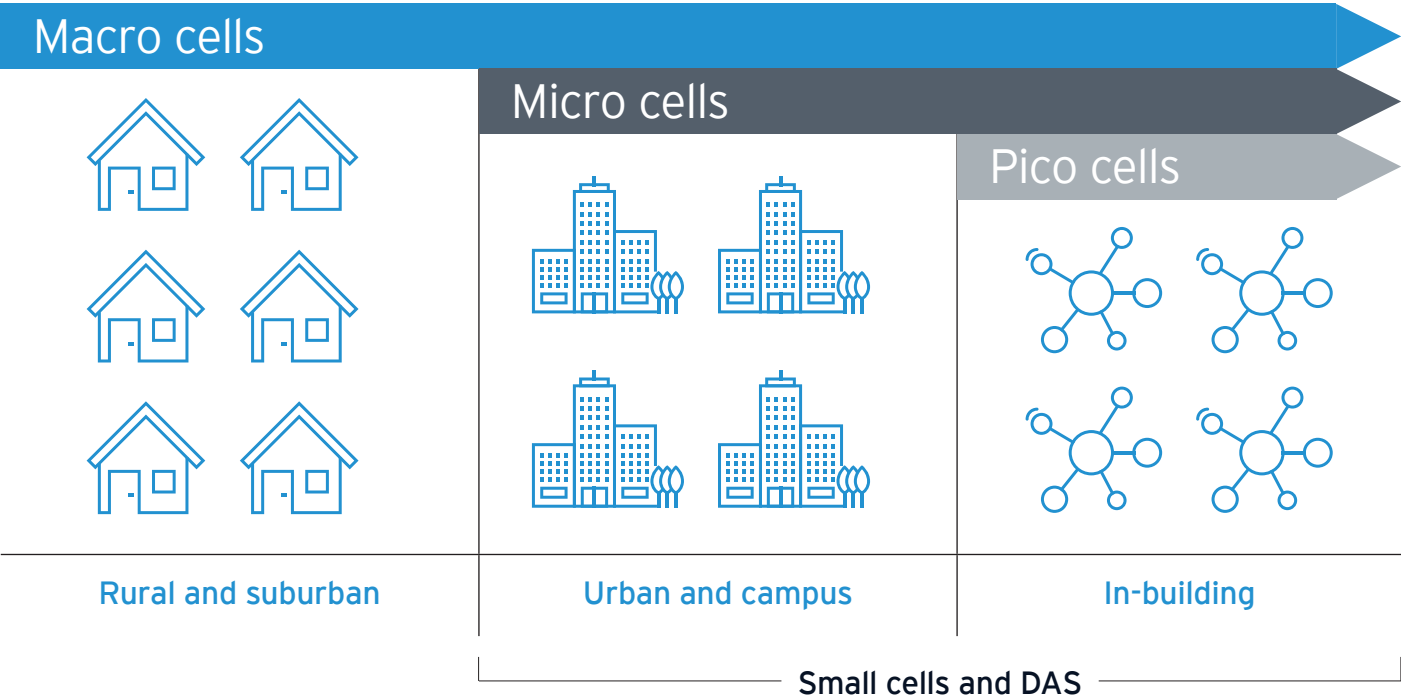 Macro cells
Micro cells
Pico cells
Rural and suburban
Urban and campus
In-building
Small cells and DAS